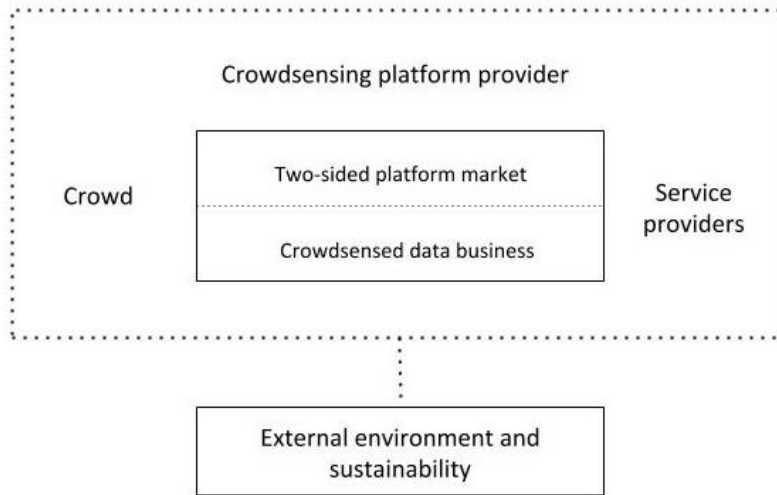 Crowdsensing platform provider
Two-sided platform market
Crowd
Service
providers
Crowdsensed data business
External environment and
sustainability